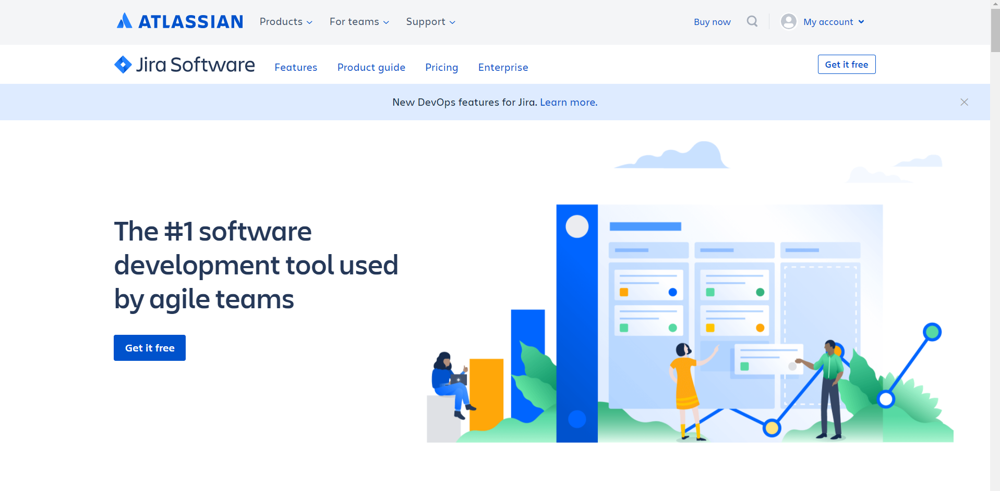 ATLASSIAN Products For teams Support Buy now My account
Jira Software Features Product guide Pricing Enterprise Get it free
New DevOps features for Jira. Learn more.
The #1 software
development tool used
by agile teams
Get it free